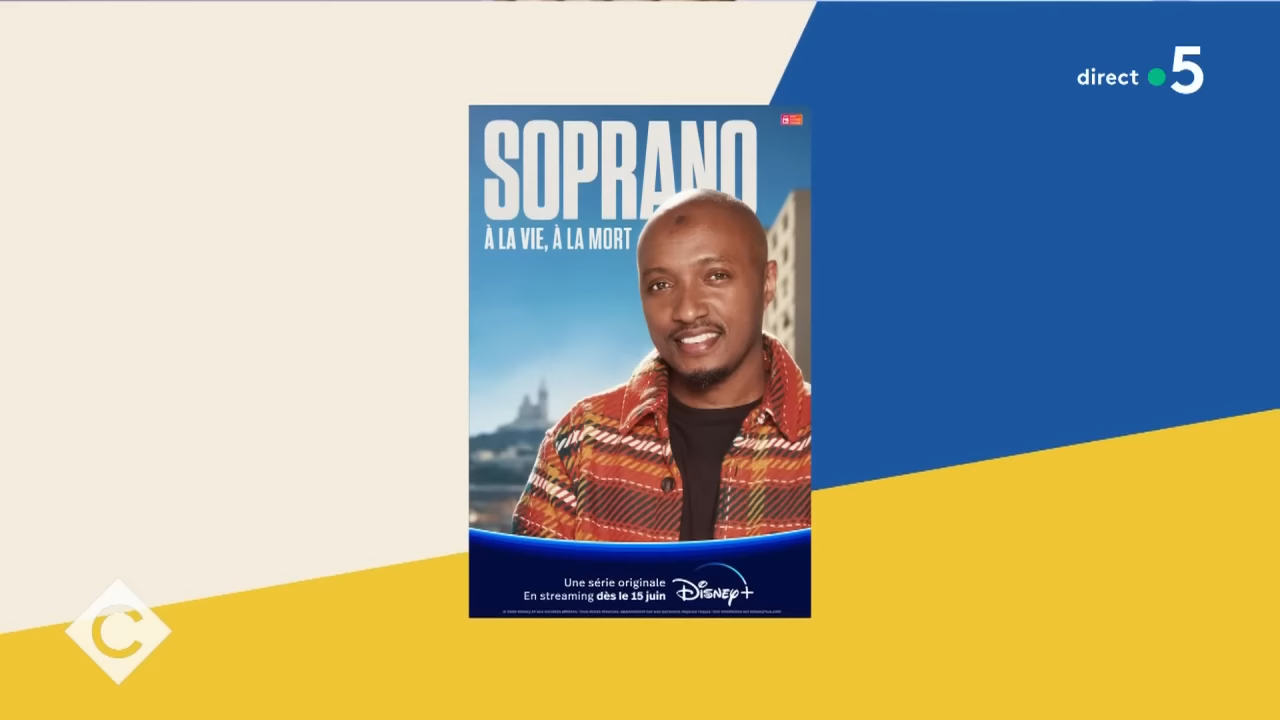 direct 5
SOPRANO
À LA VIE, À LA MORT
Une série originale
En streaming dès le 15 juin
Disney+
C